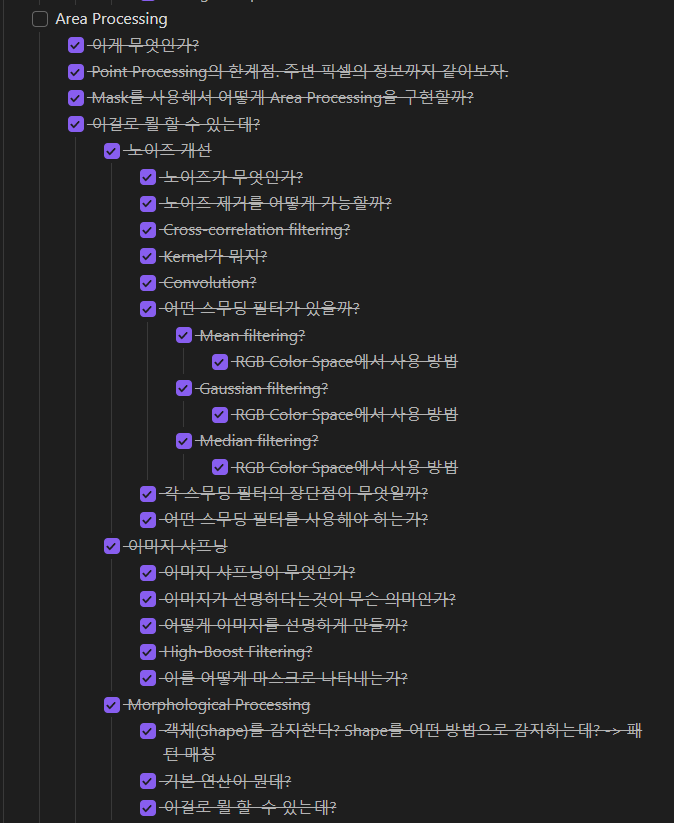 Area Processing
이게 무엇인가?
Point Processing의 한계점. 주변 픽셀의 정보까지 같이보자.
Mask를 사용해서 어떻게 Area Processing을 구현할까?
이걸로 뭘 할 수 있는데?
노이즈 개선
노이즈가 무엇인가?
노이즈 제거를 어떻게 가능할까?
Cross-correlation filtering?
Kernel가 뭐지?
Convolution?
어떤 스무딩 필터가 있을까?
Mean filtering?
RGB Color Space에서 사용 방법
Gaussian filtering?
RGB Color Space에서 사용 방법
Median filtering?
RGB Color Space에서 사용 방법
각 스무딩 필터의 장단점이 무엇일까?
어떤 스무딩 필터를 사용해야 하는가?
이미지 샤프닝
이미지 샤프닝이 무엇인가?
이미지가 선명하다는것이 무슨 의미인가?
어떻게 이미지를 선명하게 만들까?
High-Boost Filtering?
이를 어떻게 마스크로 나타내는가?
Morphological Processing
객체(Shape)를 감지한다? Shape를 어떤 방법으로 감지하는데? -> 패
턴 매칭
기본 연산이 뭔데?
이걸로 뭘 할 수 있는데?